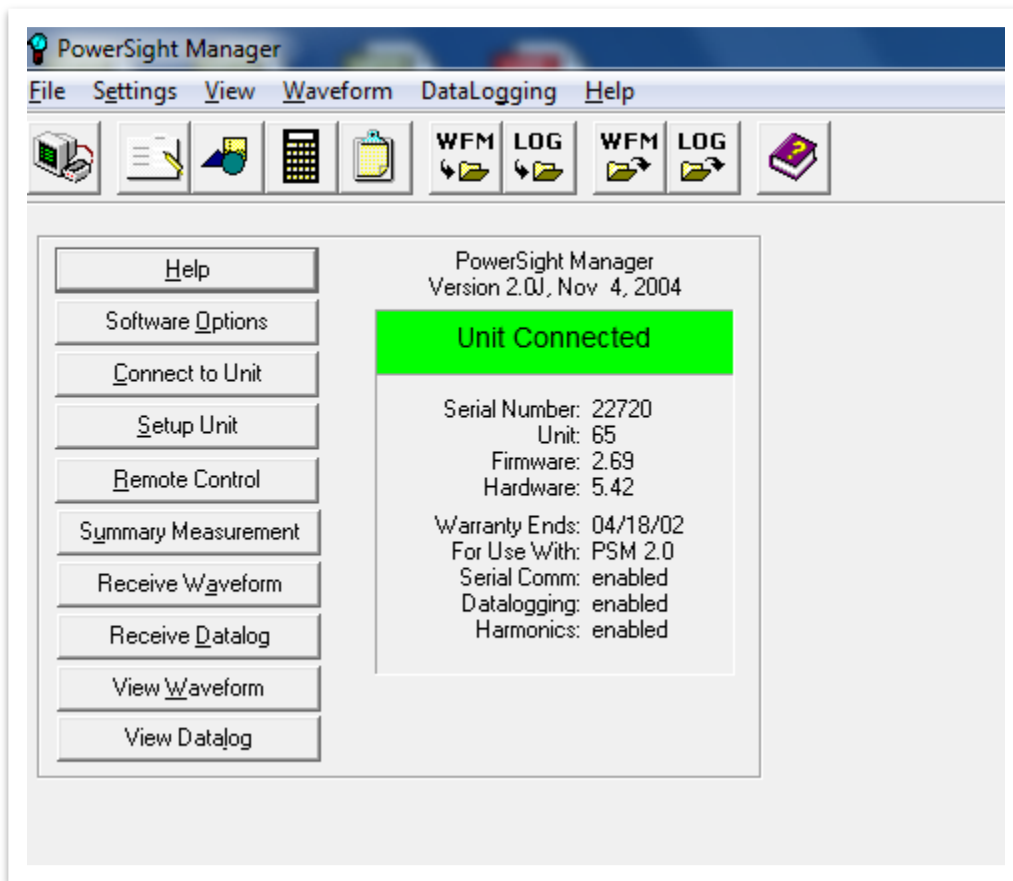 PowerSight Manager
File Settings View Waveform DataLogging Help
WFM LOG WFM LOG
Help
Software Options
Connect to Unit
Setup Unit
Remote Control
Summary Measurement
Receive Waveform
Receive Datalog
View Waveform
View Datalog
PowerSight Manager
Version 2.0J, Nov 4, 2004
Unit Connected
Serial Number: 22720
Unit: 65
Firmware: 2.69
Hardware: 5.42
Warranty Ends: 04/18/02
For Use With: PSM 2.0
Serial Comm: enabled
Datalogging: enabled
Harmonics: enabled